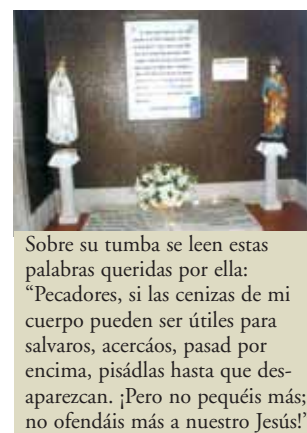 Sobre su tumba se leen estas
palabras queridas por ella:
“Pecadores, si las cenizas de mi
cuerpo pueden ser útiles para
salvaros, acercáos, pasad por
encima, pisádlas hasta que des-
aparezcan. ¡Pero no pequéis más;
no ofendáis más a nuestro Jesús!”